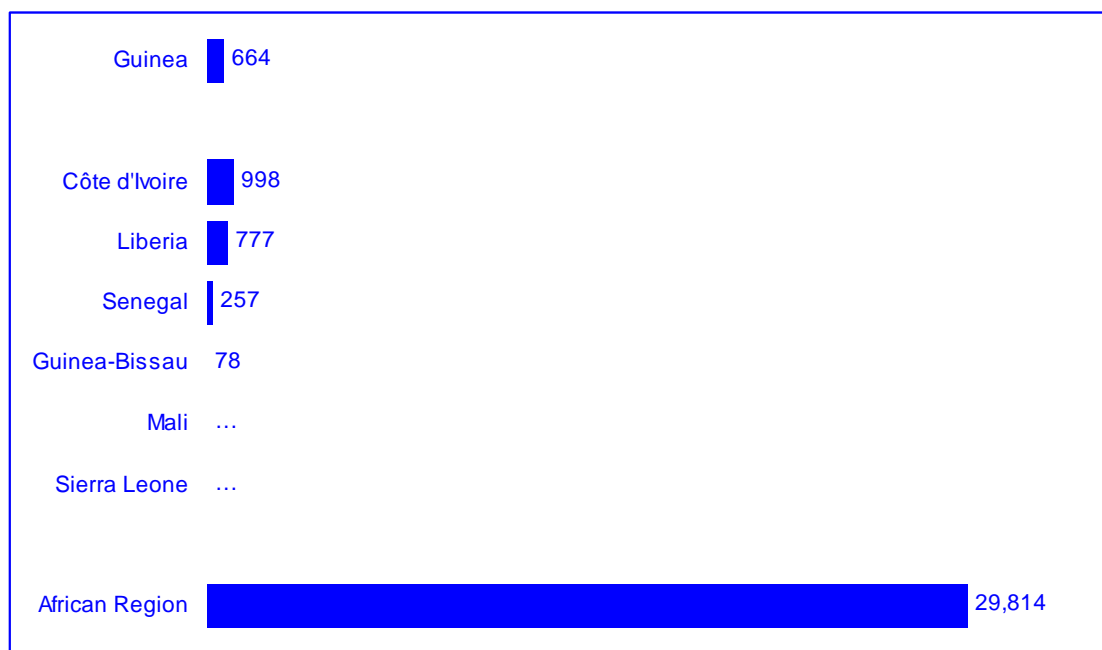 Guinea 664
Côte d'Ivoire 998
Liberia 777
Senegal 257
Guinea-Bissau 78
Mali …
Sierra Leone …
African Region 29,814